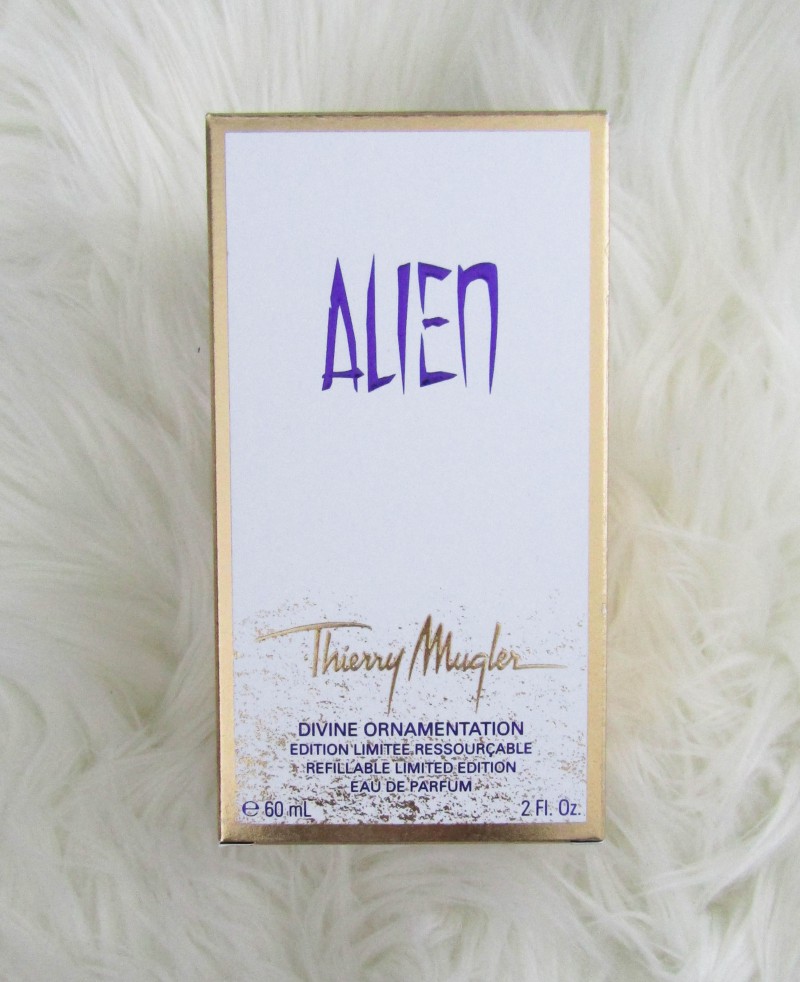 ALIEN
Thierry Mugler
DIVINE ORNAMENTATION
EDITION LIMITEE RESSOURÇABLE
REFILLABLE LIMITED EDITION
EAU DE PARFUM
℮ 60 mL 2 Fl. Oz.